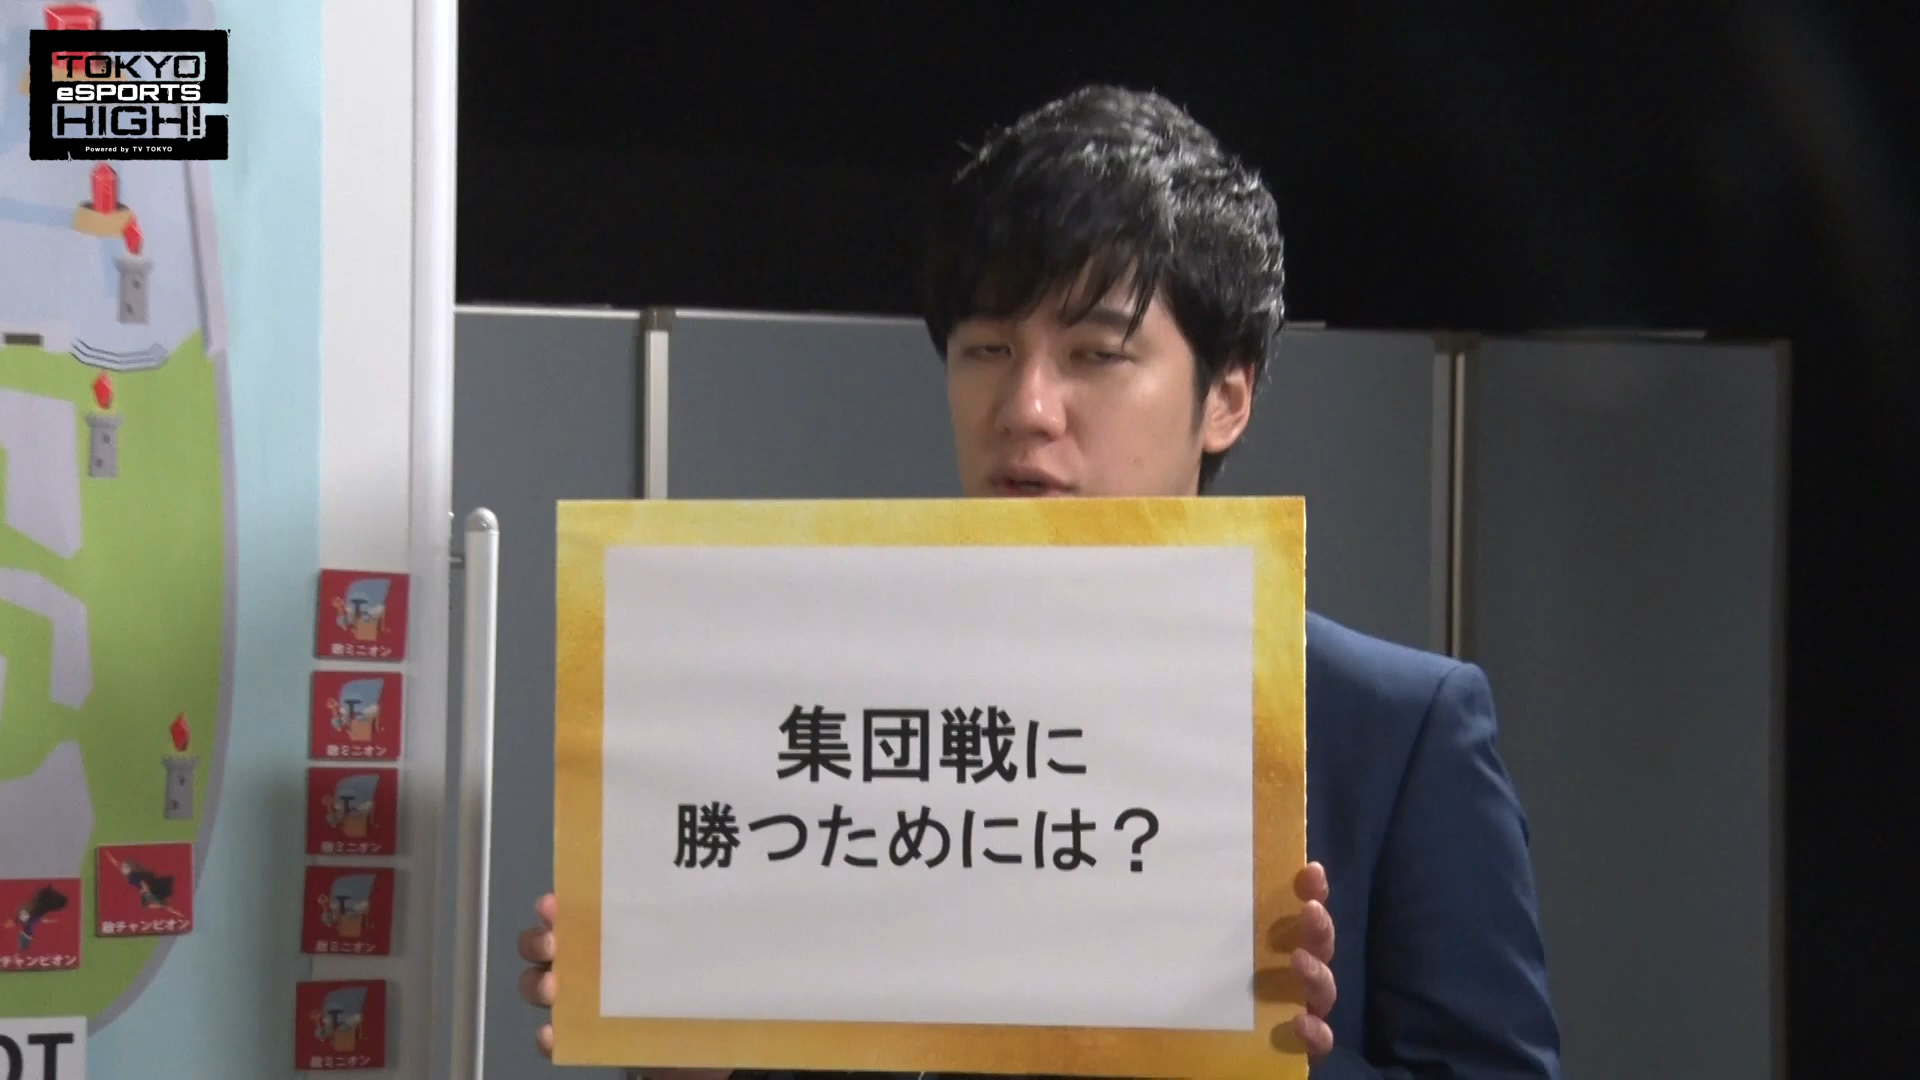 TOKYO
eSPORTS
HIGH!
Powered by TV TOKYO
敵ミニオン
敵ミニオン
敵ミニオン
敵ミニオン
敵ミニオン
敵チャンピオン
チャンピオン
OT
集団戦に
勝つためには？